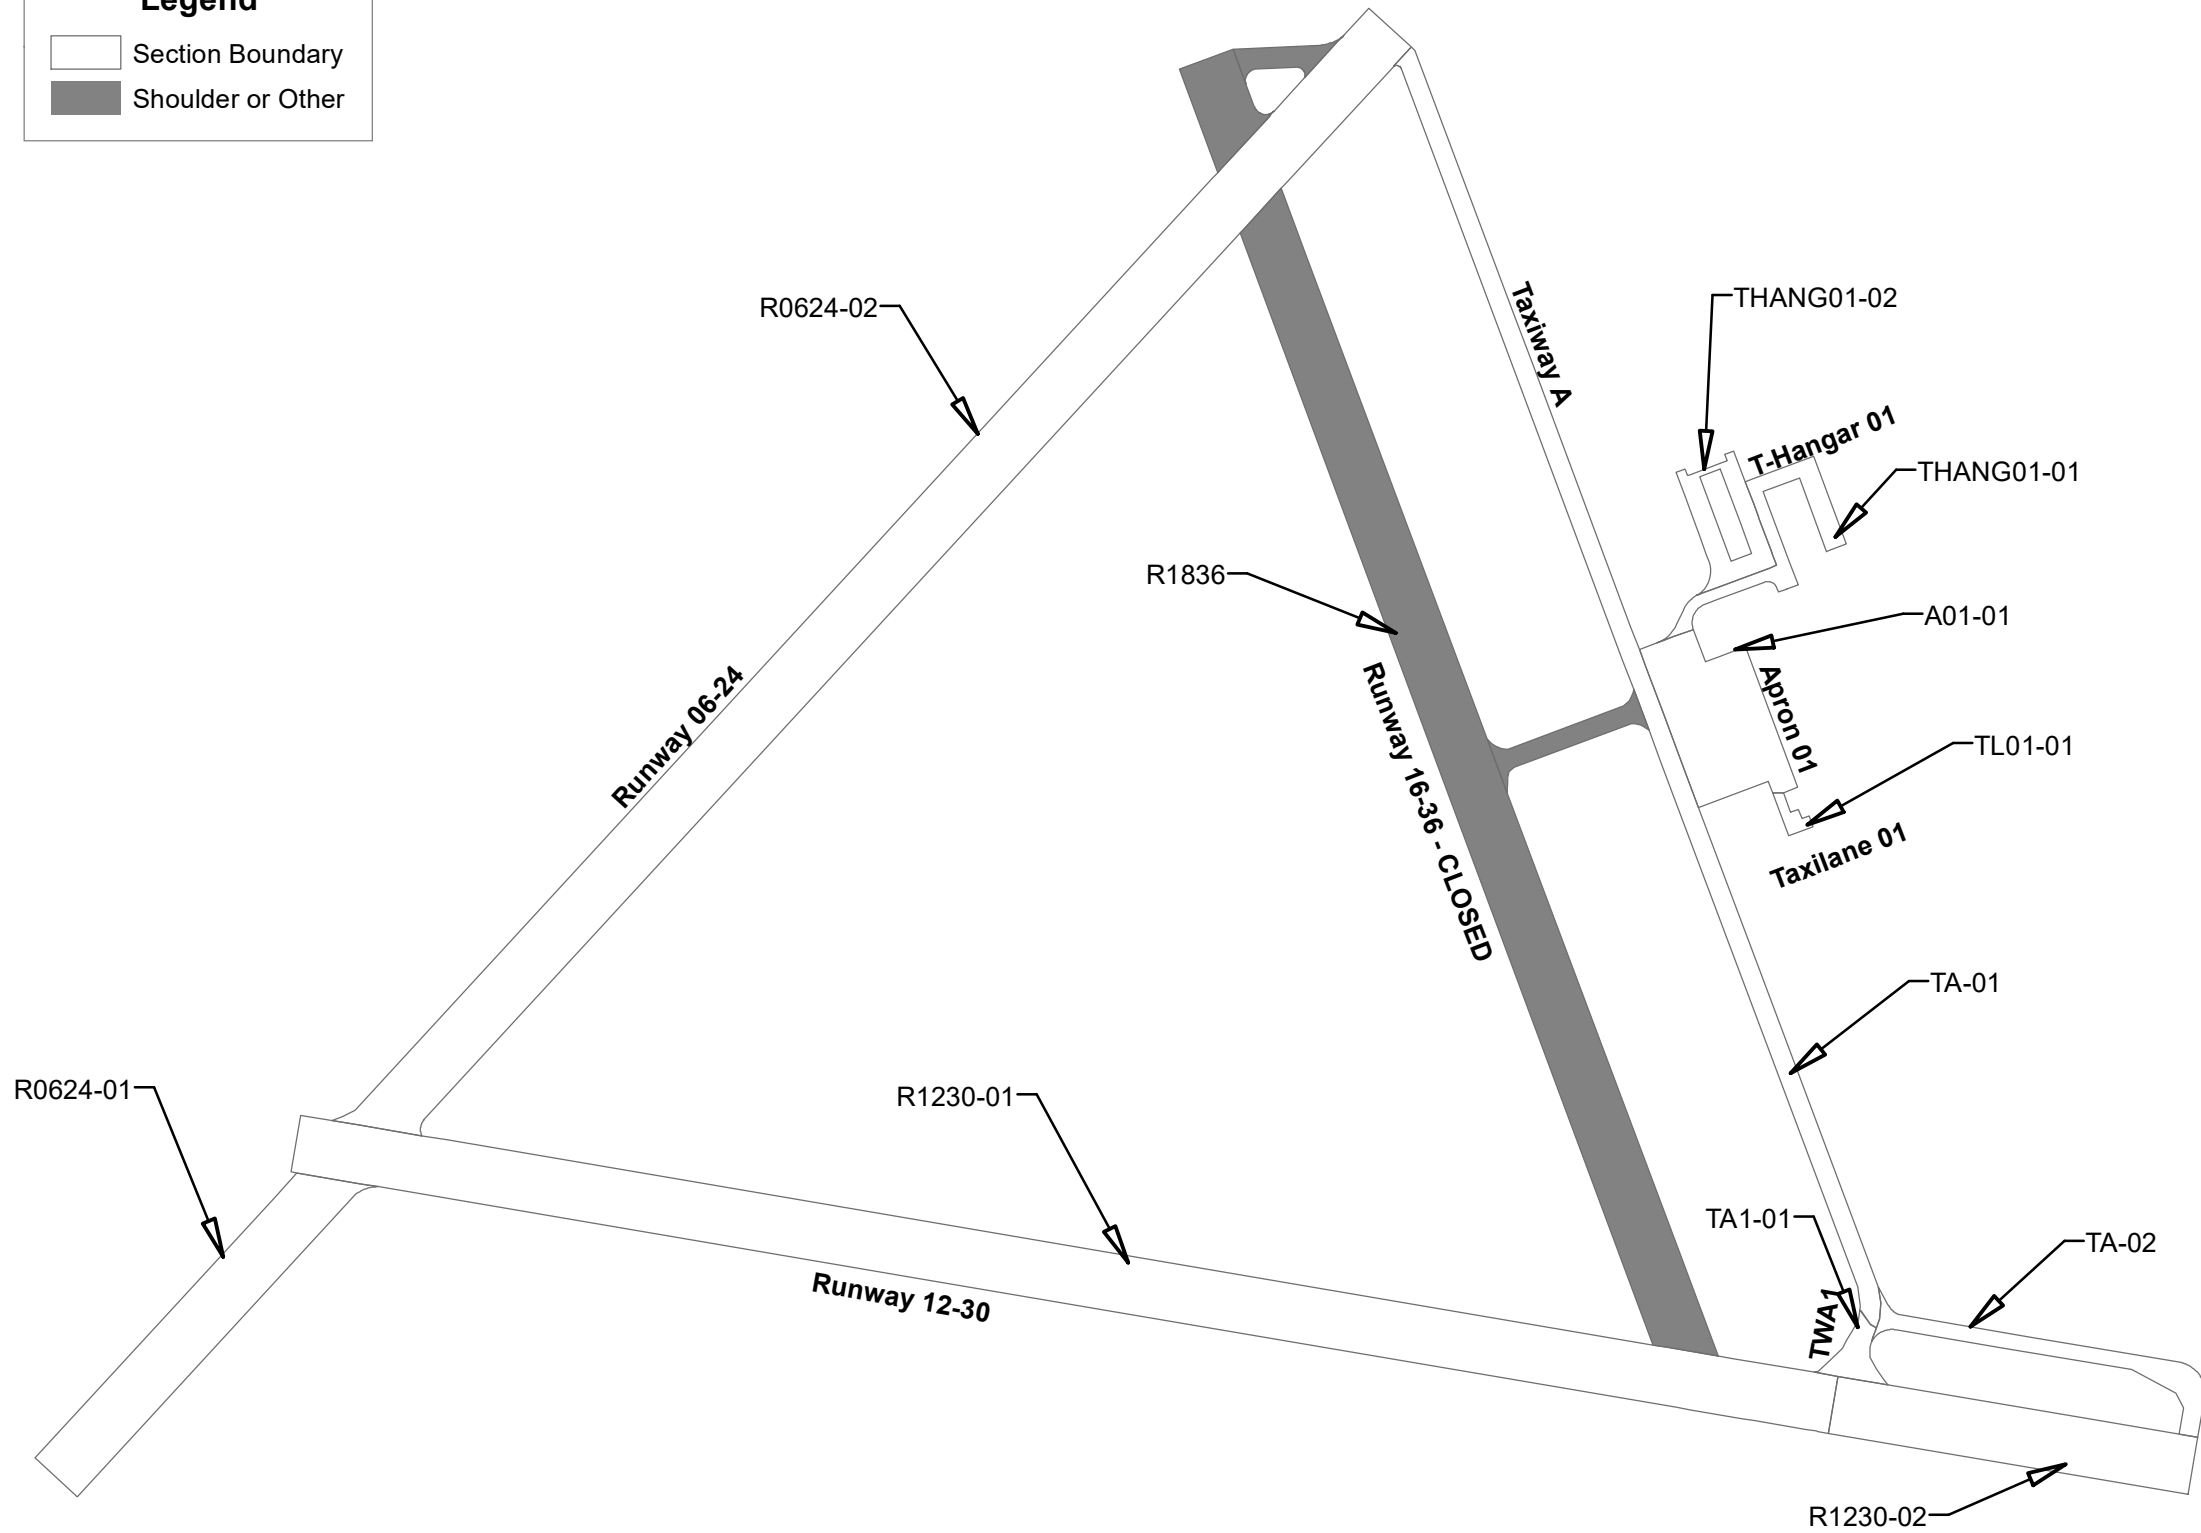 Legend
Section Boundary
Shoulder or Other
R0624-02
THANG01-02
Taxiway A
T-Hangar 01
THANG01-01
R1836
A01-01
Runway 06-24
Runway 16-36 - CLOSED
Apron 01
TL01-01
Taxilane 01
TA-01
R0624-01
R1230-01
TA1-01
TA-02
Runway 12-30
TWA 1
R1230-02